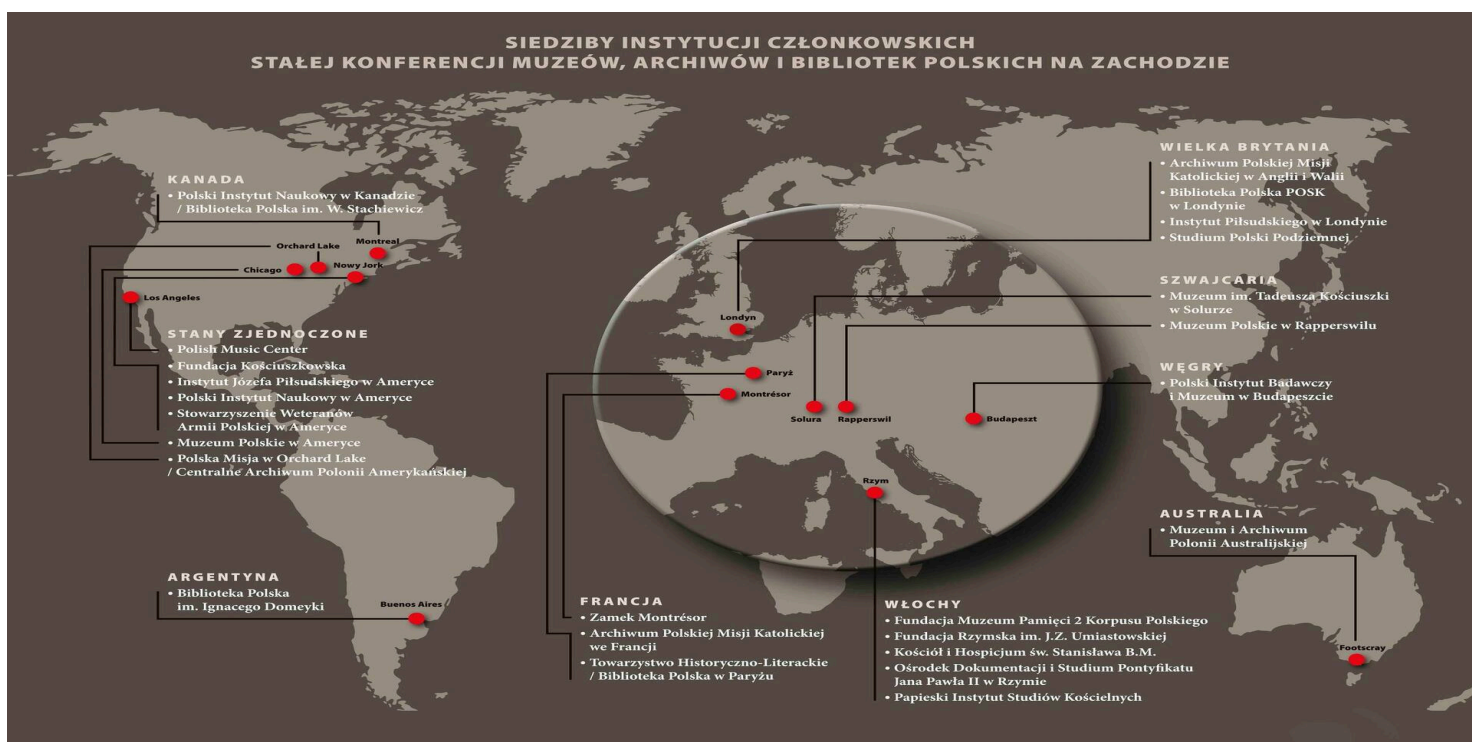 SIEDZIBY INSTYTUCJI CZŁONKOWSKICH
STAŁEJ KONFERENCJI MUZEÓW, ARCHIWÓW I BIBLIOTEK POLSKICH NA ZACHODZIE
KANADA
• Polski Instytut Naukowy w Kanadzie
/ Biblioteka Polska im. W. Stachiewicz
Orchard Lake
Montreal
Chicago
Nowy Jork
Los Angeles
STANY ZJEDNOCZONE
• Polish Music Center
• Fundacja Kościuszkowska
• Instytut Józefa Piłsudskiego w Ameryce
• Polski Instytut Naukowy w Ameryce
• Stowarzyszenie Weteranów
Armii Polskiej w Ameryce
• Muzeum Polskie w Ameryce
• Polska Misja w Orchard Lake
/ Centralne Archiwum Polonii Amerykańskiej
ARGENTYNA
• Biblioteka Polska
im. Ignacego Domeyki
Buenos Aires
Londyn
Paryż
Montrésor
Solura
Rapperswil
Budapeszt
Rzym
FRANCJA
• Zamek Montrésor
• Archiwum Polskiej Misji Katolickiej
we Francji
• Towarzystwo Historyczno-Literackie
/ Biblioteka Polska w Paryżu
WŁOCHY
• Fundacja Muzeum Pamięci 2 Korpusu Polskiego
• Fundacja Rzymska im. J.Z. Umiastowskiej
• Kościół i Hospicjum św. Stanisława B.M.
• Ośrodek Dokumentacji i Studium Pontyfikatu
Jana Pawła II w Rzymie
• Papieski Instytut Studiów Kościelnych
WIELKA BRYTANIA
• Archiwum Polskiej Misji
Katolickiej w Anglii i Walii
• Biblioteka Polska POSK
w Londynie
• Instytut Piłsudskiego w Londynie
• Studium Polski Podziemnej
SZWAJCARIA
• Muzeum im. Tadeusza Kościuszki
w Solurze
• Muzeum Polskie w Rapperswilu
WĘGRY
• Polski Instytut Badawczy
i Muzeum w Budapeszcie
AUSTRALIA
• Muzeum i Archiwum
Polonii Australijskiej
Footscray